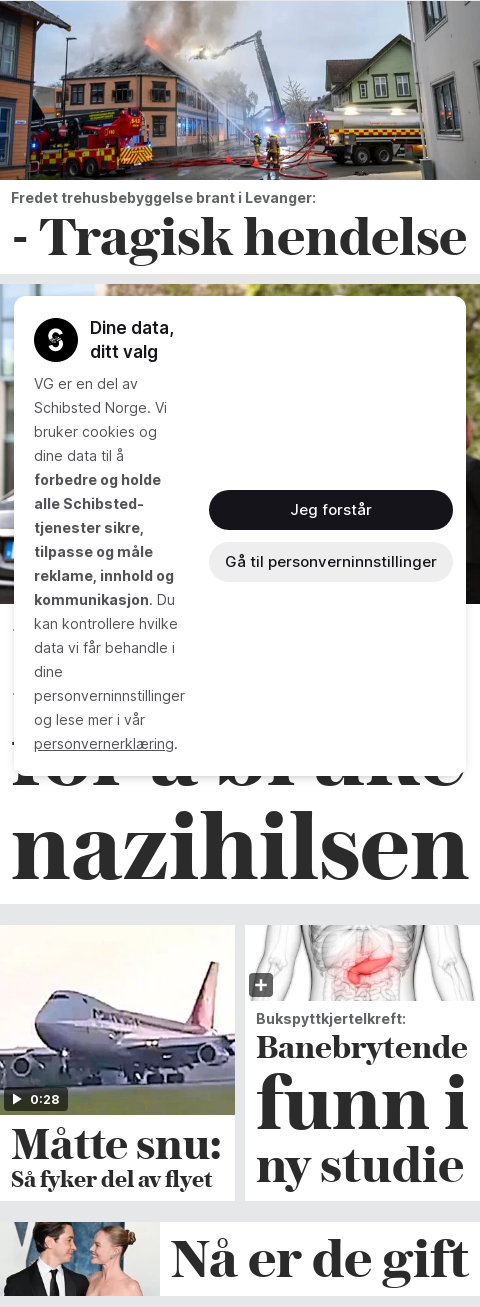 Fredet trehusbebyggelse brant i Levanger:
- Tragisk hendelse
Dine data,
ditt valg
VG er en del av
Schibsted Norge. Vi
bruker cookies og
dine data til å
forbedre og holde
alle Schibsted-
tjenester sikre,
tilpasse og måle
reklame, innhold og
kommunikasjon. Du
kan kontrollere hvilke
data vi får behandle i
dine
personverninnstillinger
og lese mer i vår
personvernerklæring.
Jeg forstår
Gå til personverninnstillinger
for å bruke
nazihilsen
0:28
Måtte snu:
Så fyker del av flyet
Bukspyttkjertelkreft:
Banebrytende
funn i
ny studie
Nå er de gift